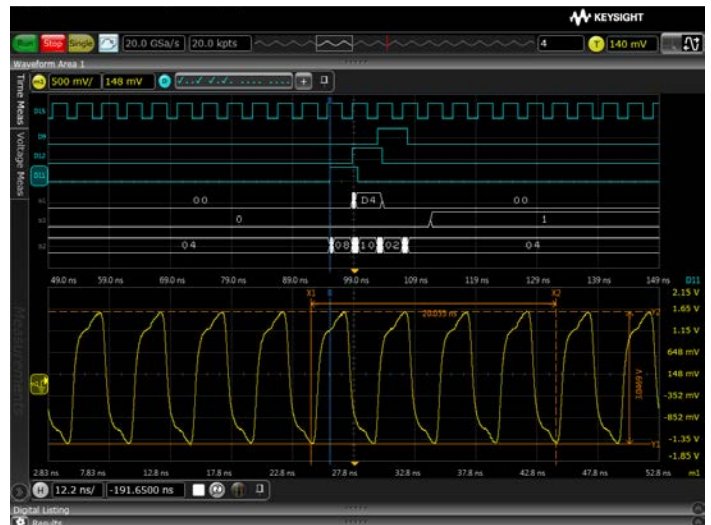 KEYSIGHT
Run Stop Single 20.0 GSa/s 20.0 kpts 4 T 140 mV
Waveform Area 1
Time Meas
Voltage Meas
Measurements
m1 500 mV/ 148 mV D
D15
D9
D12
D11
00 D4 00
0 1
04 08 10 02 04
49.0 ns 59.0 ns 69.0 ns 79.0 ns 89.0 ns 99.0 ns 109 ns 119 ns 129 ns 139 ns 149 ns D11
X1 X2 2.15 V
Y2 1.65 V
20.035 ns
1.15 V
648 mV
148 mV
-352 mV
-852 mV
Y1 -1.35 V
-1.85 V
2.83 ns 7.83 ns 12.8 ns 17.8 ns 22.8 ns 27.8 ns 32.8 ns 37.8 ns 42.8 ns 47.8 ns 52.8 ns m1
H 12.2 ns/ -191.6500 ns
Digital Listing
Results